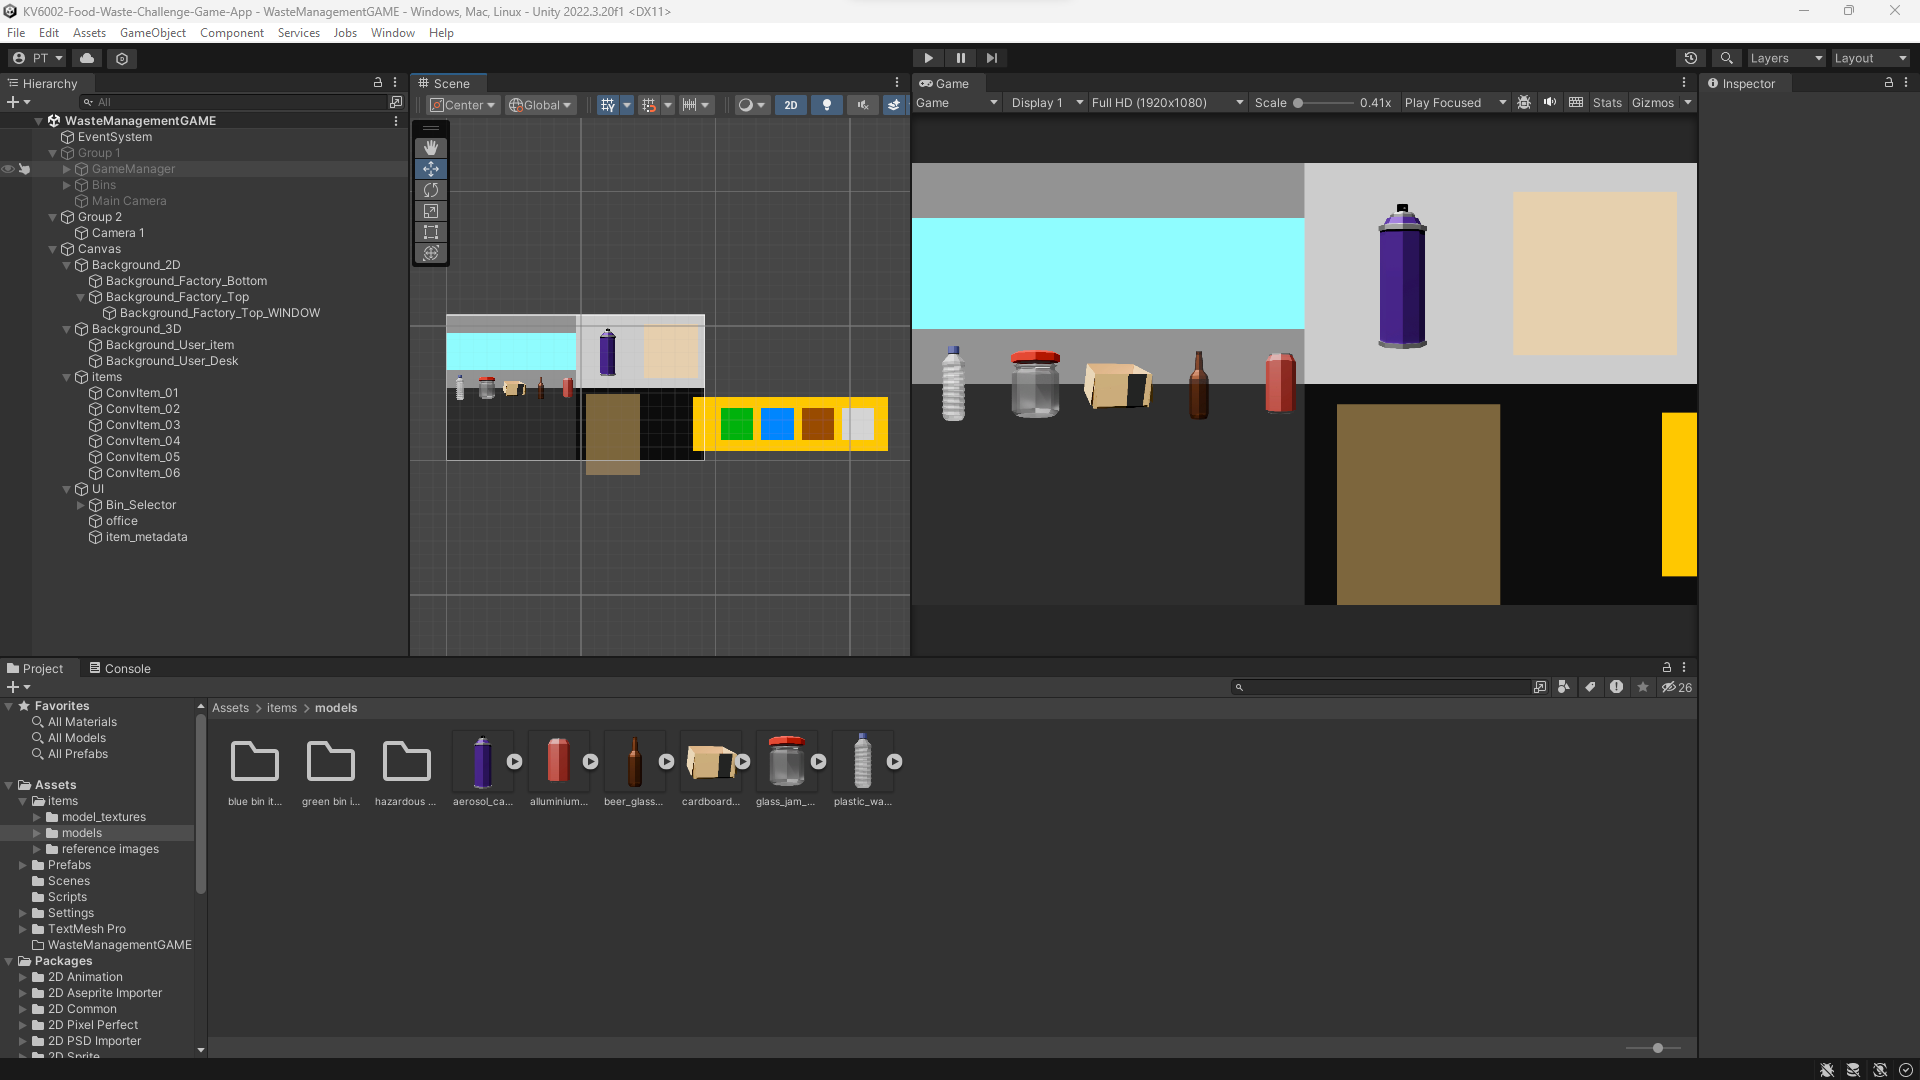 KV6002-Food-Waste-Challenge-Game-App - WasteManagementGAME - Windows, Mac, Linux - Unity 2022.3.20f1 <DX11>
File Edit Assets GameObject Component Services Jobs Window Help
PT Layers Layout
Hierarchy
All
WasteManagementGAME
EventSystem
Group 1
GameManager
Bins
Main Camera
Group 2
Camera 1
Canvas
Background_2D
Background_Factory_Bottom
Background_Factory_Top
Background_Factory_Top_WINDOW
Background_3D
Background_User_item
Background_User_Desk
items
ConvItem_01
ConvItem_02
ConvItem_03
ConvItem_04
ConvItem_05
ConvItem_06
UI
Bin_Selector
office
item_metadata
Scene
Center Global 2D
Game
Game Display 1 Full HD (1920x1080) Scale 0.41x Play Focused Stats Gizmos
Inspector
Project Console
26
Favorites
All Materials
All Models
All Prefabs
Assets
items
model_textures
models
reference images
Prefabs
Scenes
Scripts
Settings
TextMesh Pro
WasteManagementGAME
Packages
2D Animation
2D Aseprite Importer
2D Common
2D Pixel Perfect
2D PSD Importer
2D Sprite
Assets > items > models
blue bin it... green bin i... hazardous ... aerosol_ca... alluminium... beer_glass... cardboard... glass_jam_... plastic_wa...